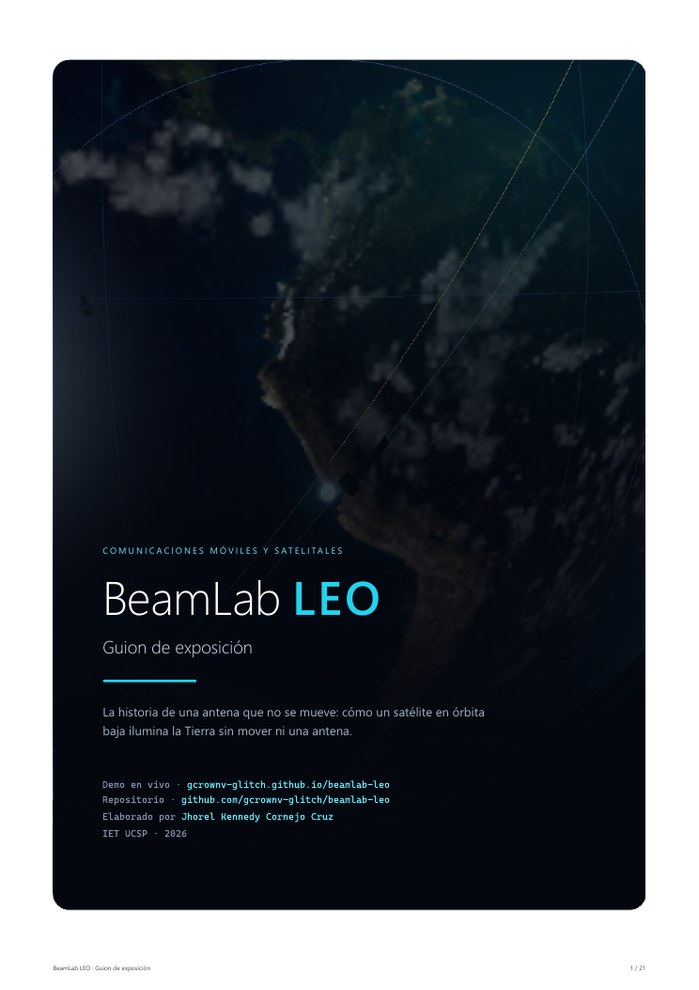 COMUNICACIONES MÓVILES Y SATELITALES
BeamLab LEO
Guion de exposición
La historia de una antena que no se mueve: cómo un satélite en órbita
baja ilumina la Tierra sin mover ni una antena.
Demo en vivo · gcrownv-glitch.github.io/beamlab-leo
Repositorio · github.com/gcrownv-glitch/beamlab-leo
Elaborado por Jhorel Kennedy Cornejo Cruz
IET UCSP · 2026
BeamLab LEO · Guion de exposición
1 / 21